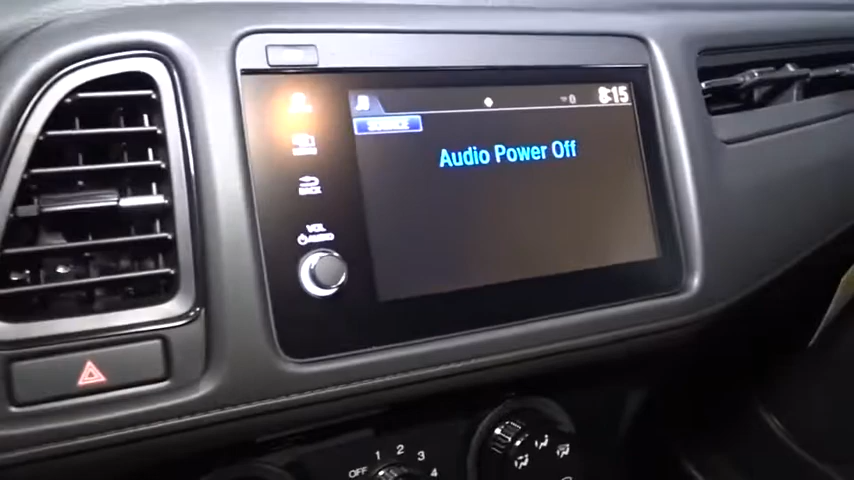 8:15
SOURCE
Audio Power Off
BACK
VOL
AUDIO
OFF 1 2 3 4